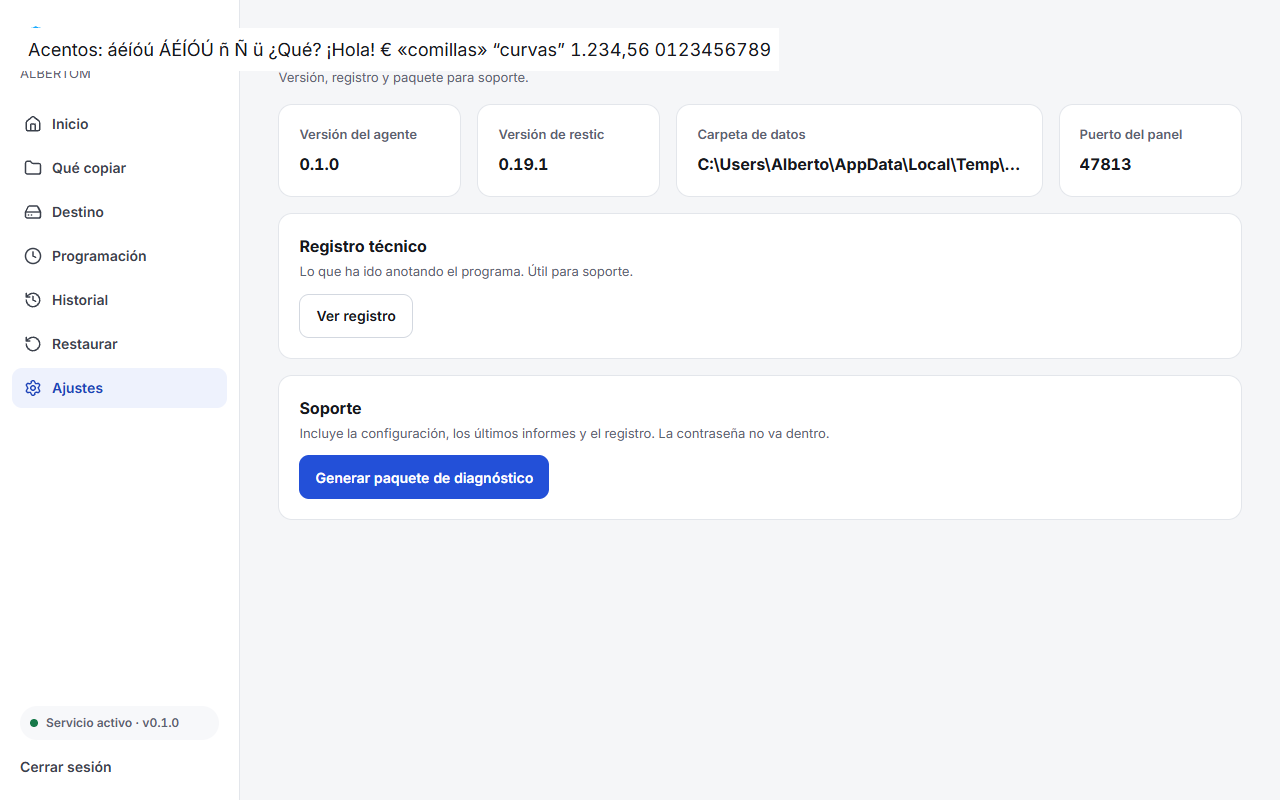 Acentos: áéíóú ÁÉÍÓÚ ñ Ñ ü ¿Qué? ¡Hola! € «comillas» “curvas” 1.234,56 0123456789
ALBERTOM
Inicio
Qué copiar
Destino
Programación
Historial
Restaurar
Ajustes
Servicio activo · v0.1.0
Cerrar sesión
Versión, registro y paquete para soporte.
Versión del agente
0.1.0
Versión de restic
0.19.1
Carpeta de datos
C:\Users\Alberto\AppData\Local\Temp\...
Puerto del panel
47813
Registro técnico
Lo que ha ido anotando el programa. Útil para soporte.
Ver registro
Soporte
Incluye la configuración, los últimos informes y el registro. La contraseña no va dentro.
Generar paquete de diagnóstico